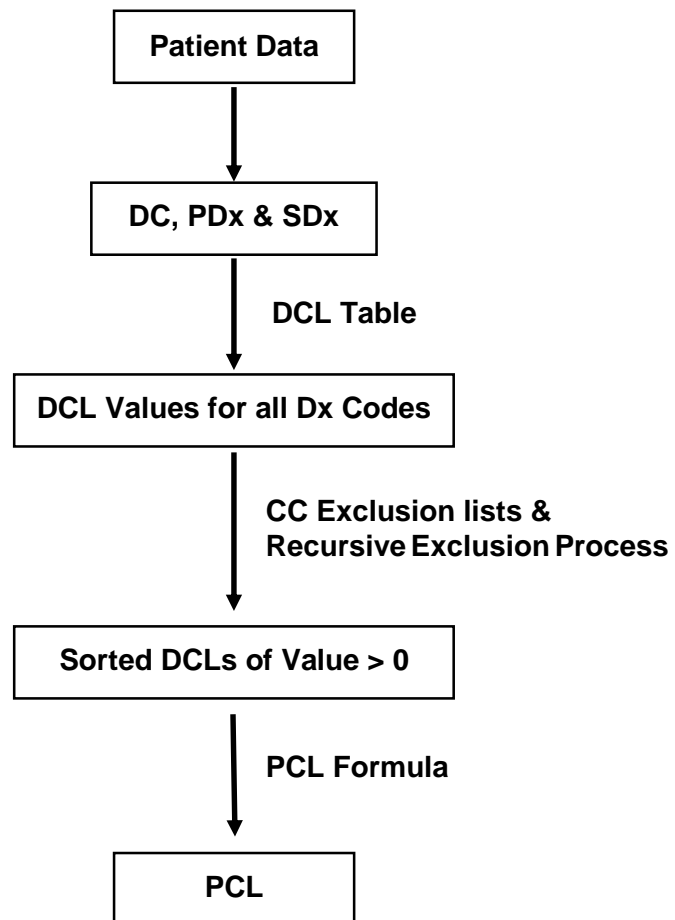 Patient Data
DC, PDx & SDx
DCL Table
DCL Values for all Dx Codes
CC Exclusion lists &
Recursive Exclusion Process
Sorted DCLs of Value > 0
PCL Formula
PCL